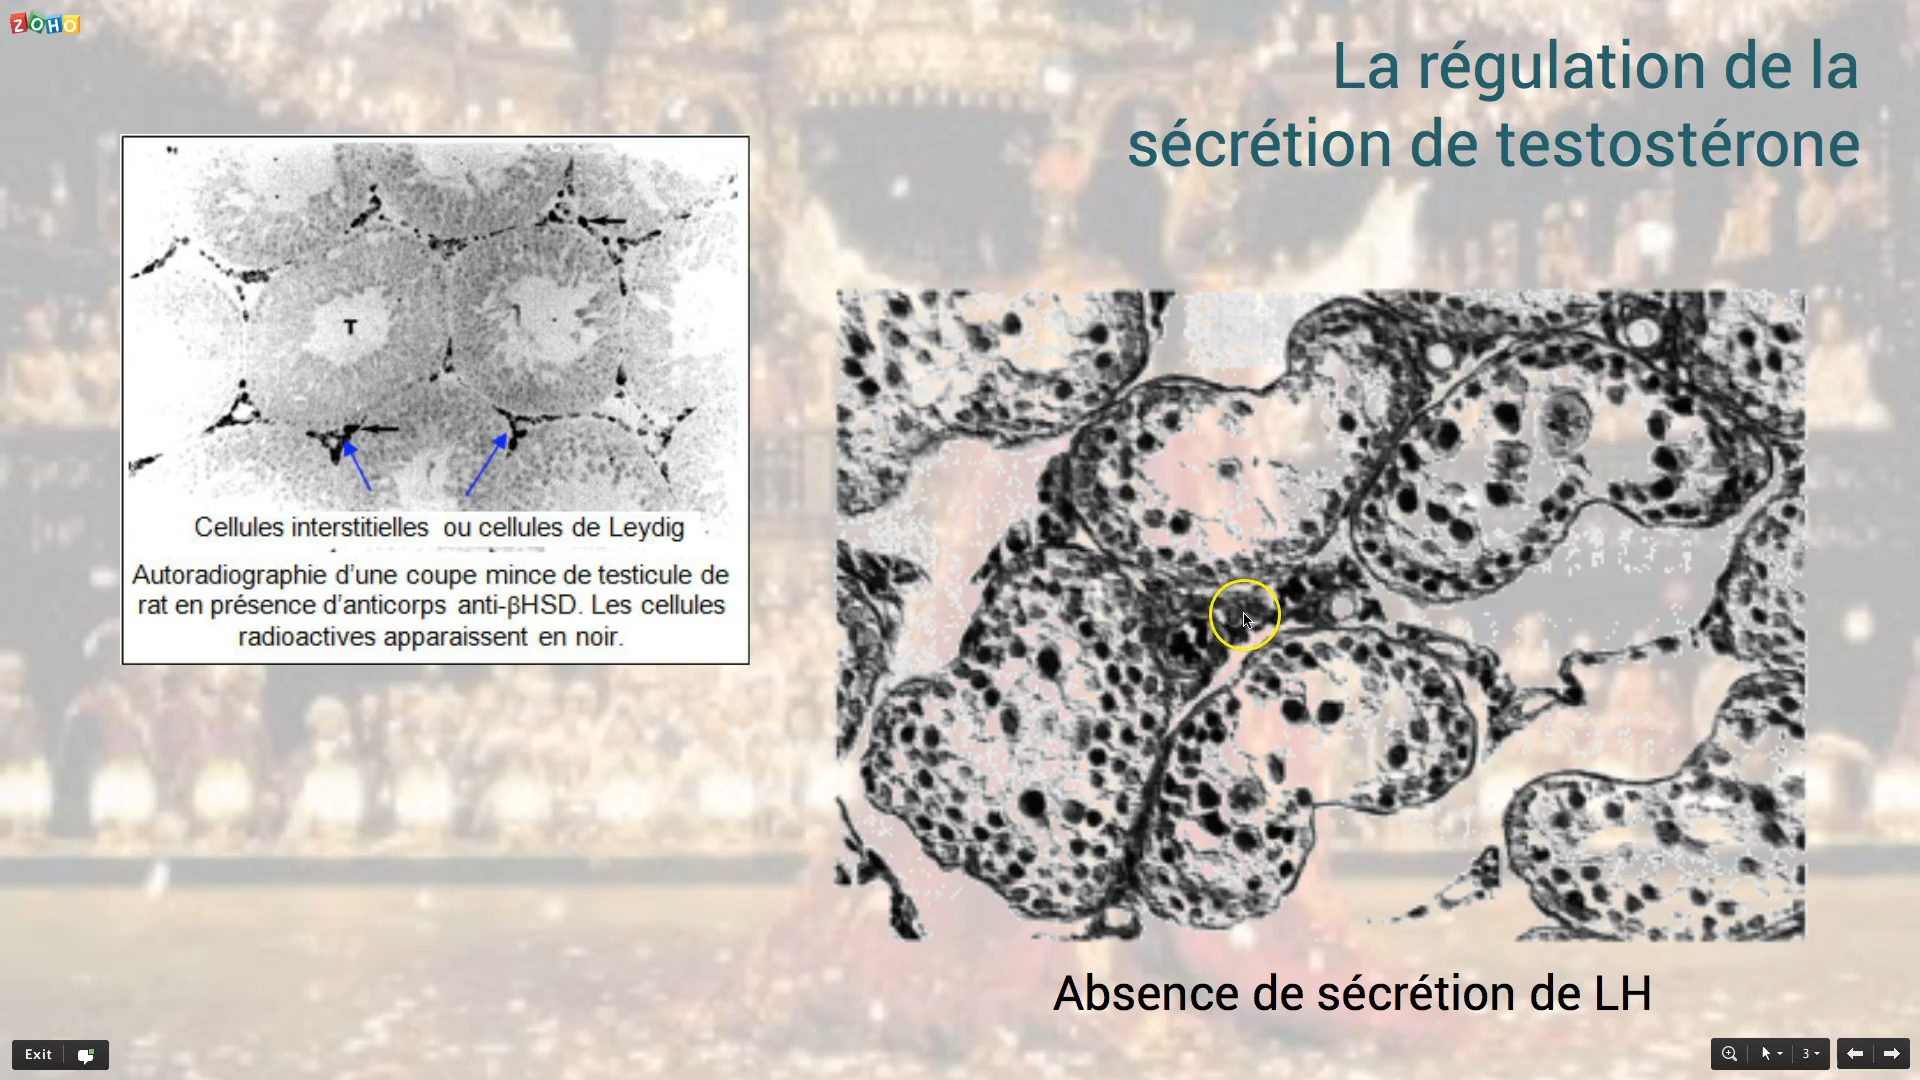 ZOHO
La régulation de la
sécrétion de testostérone
T
Cellules interstitielles ou cellules de Leydig
Autoradiographie d'une coupe mince de testicule de
rat en présence d'anticorps anti-βHSD. Les cellules
radioactives apparaissent en noir.
Absence de sécrétion de LH
Exit
3